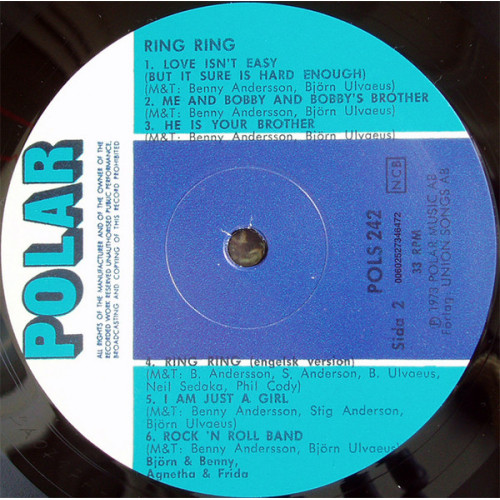 RING RING
1. LOVE ISN'T EASY
(BUT IT SURE IS HARD ENOUGH)
(M&T: Benny Andersson, Björn Ulvaeus)
2. ME AND BOBBY AND BOBBY'S BROTHER
(M&T: Benny Andersson, Björn Ulvaeus)
3. HE IS YOUR BROTHER
(M&T: Benny Andersson, Björn Ulvaeus)
POLAR
ALL RIGHTS OF THE MANUFACTURER AND OF THE OWNER OF THE
RECORDED WORK RESERVED UNAUTHORISED PUBLIC PERFORMANCE,
BROADCASTING AND COPYING OF THIS RECORD PROHIBITED
NCB
POLS 242
00602527346472
Sida 2 33 RPM
Ⓟ 1973 POLAR MUSIC AB
Förlag: UNION SONGS AB
4. RING RING (engelsk version)
(M&T: B. Andersson, S. Anderson, B. Ulvaeus,
Neil Sedaka, Phil Cody)
5. I AM JUST A GIRL
(M&T: Benny Andersson, Stig Anderson,
Björn Ulvaeus)
6. ROCK 'N ROLL BAND
(M&T: Benny Andersson, Björn Ulvaeus)
Björn & Benny,
Agnetha & Frida